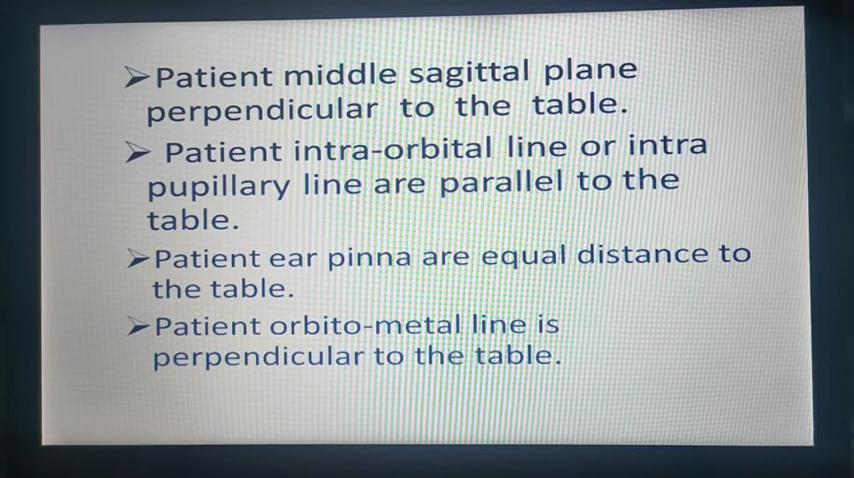 ➢Patient middle sagittal plane
perpendicular to the table.
➢ Patient intra-orbital line or intra
pupillary line are parallel to the
table.
➢Patient ear pinna are equal distance to
the table.
➢Patient orbito-metal line is
perpendicular to the table.